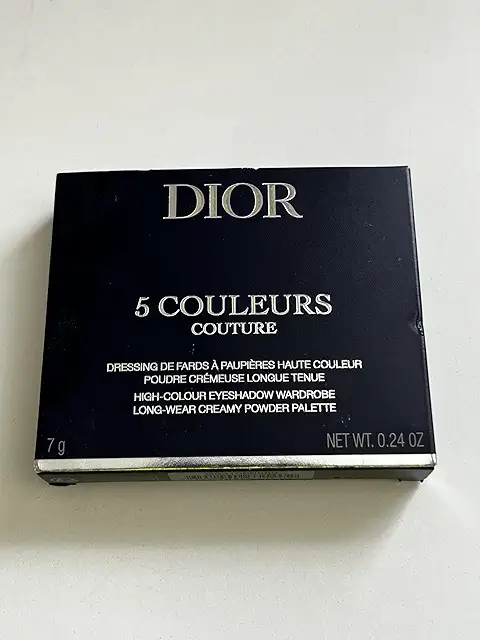 DIOR
5 COULEURS
COUTURE
DRESSING DE FARDS À PAUPIÈRES HAUTE COULEUR
POUDRE CRÉMEUSE LONGUE TENUE
HIGH-COLOUR EYESHADOW WARDROBE
LONG-WEAR CREAMY POWDER PALETTE
7 g
NET WT. 0.24 OZ